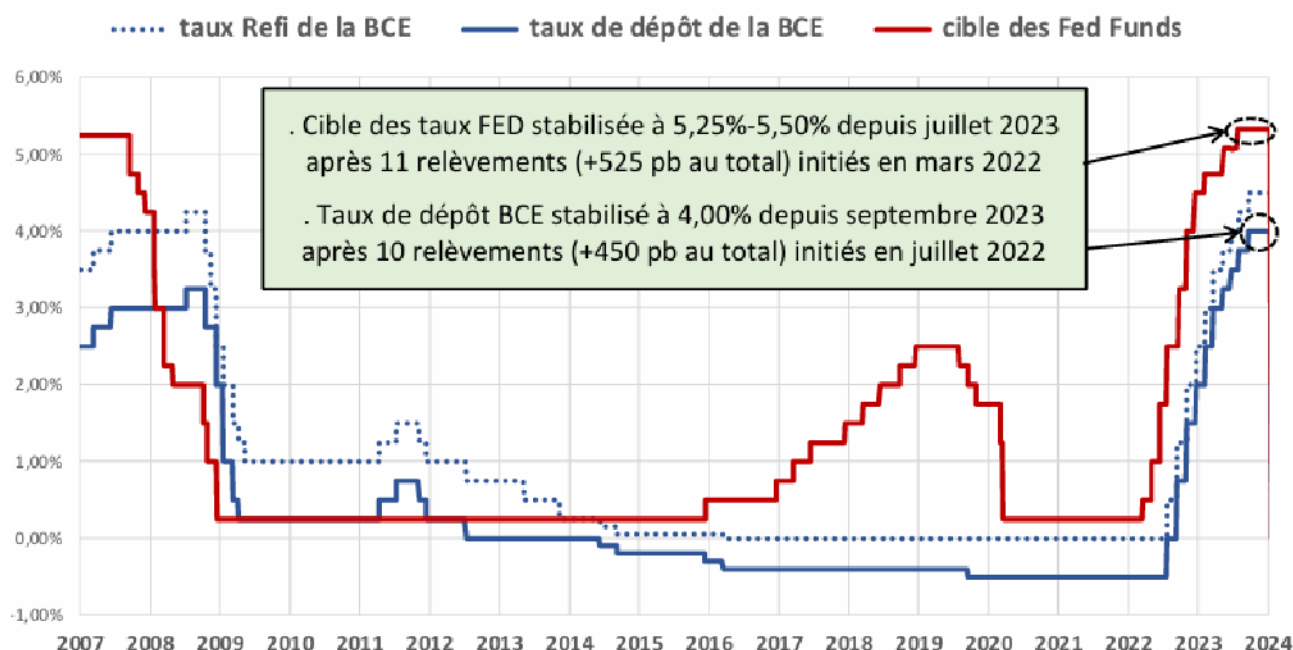 taux Refi de la BCE taux de dépôt de la BCE cible des Fed Funds
6,00%
. Cible des taux FED stabilisée à 5,25%-5,50% depuis juillet 2023
après 11 relèvements (+525 pb au total) initiés en mars 2022
. Taux de dépôt BCE stabilisé à 4,00% depuis septembre 2023
après 10 relèvements (+450 pb au total) initiés en juillet 2022
5,00%
4,00%
3,00%
2,00%
1,00%
0,00%
-1,00%
2007 2008 2009 2010 2011 2012 2013 2014 2015 2016 2017 2018 2019 2020 2021 2022 2023 2024